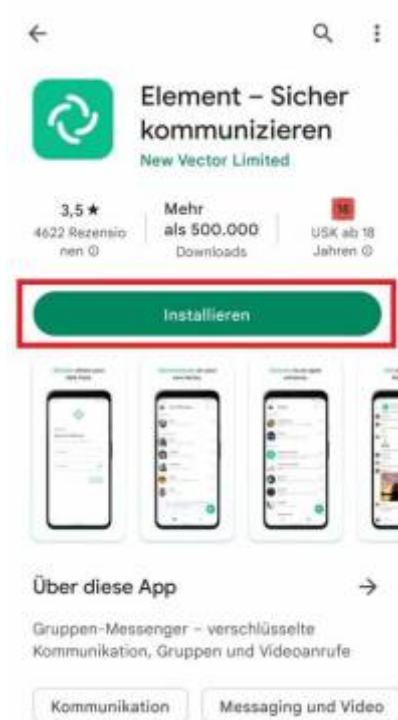 Element – Sicher
kommunizieren
New Vector Limited
3,5 ★
4622 Rezensio
nen
Mehr
als 500.000
Downloads
USK ab 18
Jahren
Installieren
Über diese App
Gruppen-Messenger – verschlüsselte
Kommunikation, Gruppen und Videoanrufe
Kommunikation
Messaging und Video